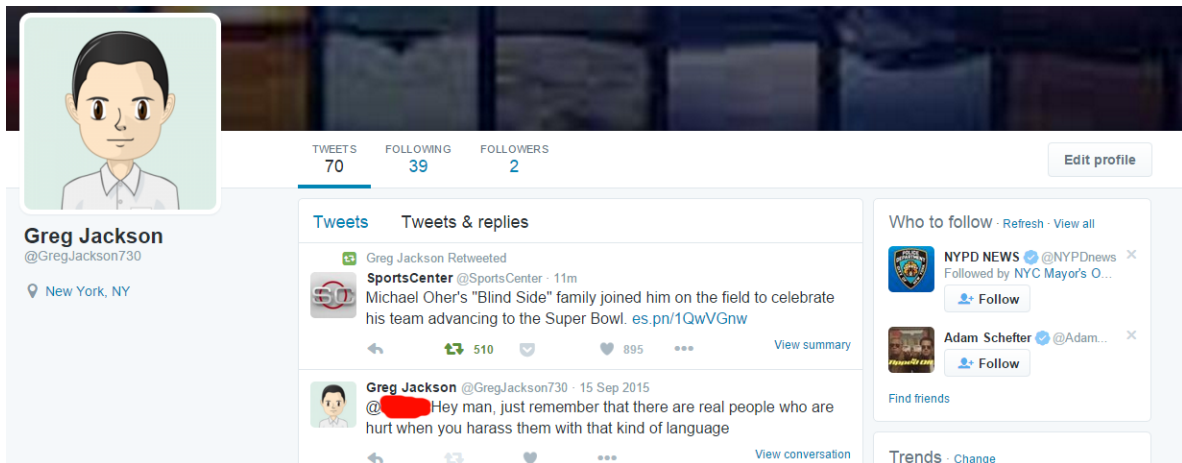 TWEETS FOLLOWING FOLLOWERS
70 39 2
Edit profile
Greg Jackson
@GregJackson730
New York, NY
Tweets Tweets & replies
Greg Jackson Retweeted
SportsCenter @SportsCenter · 11m
Michael Oher's "Blind Side" family joined him on the field to celebrate
his team advancing to the Super Bowl. es.pn/1QwVGnw
510 895 ••• View summary
Greg Jackson @GregJackson730 · 15 Sep 2015
@ Hey man, just remember that there are real people who are
hurt when you harass them with that kind of language
••• View conversation
Who to follow · Refresh · View all
NYPD NEWS @NYPDnews
Followed by NYC Mayor's O...
Follow
Adam Schefter @Adam...
Follow
Find friends
Trends · Change